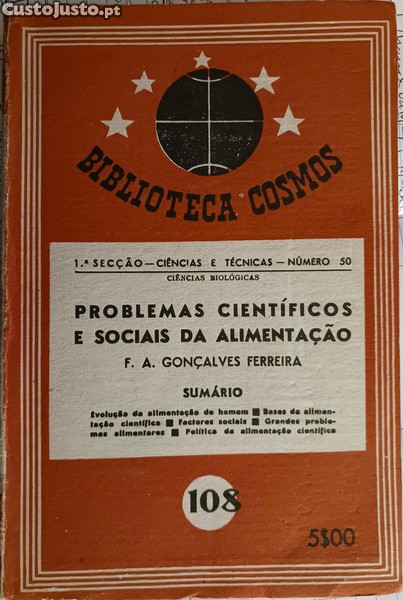 CustoJusto.pt
BIBLIOTECA COSMOS
1.ª SECÇÃO — CIÊNCIAS E TÉCNICAS — NÚMERO 50
CIÊNCIAS BIOLÓGICAS
PROBLEMAS CIENTÍFICOS
E SOCIAIS DA ALIMENTAÇÃO
F. A. GONÇALVES FERREIRA
SUMÁRIO
Evolução da alimentação do homem ■ Bases da alimen-
tação científica ■ Factores sociais ■ Grandes proble-
mas alimentares ■ Política da alimentação científica
108
5$00